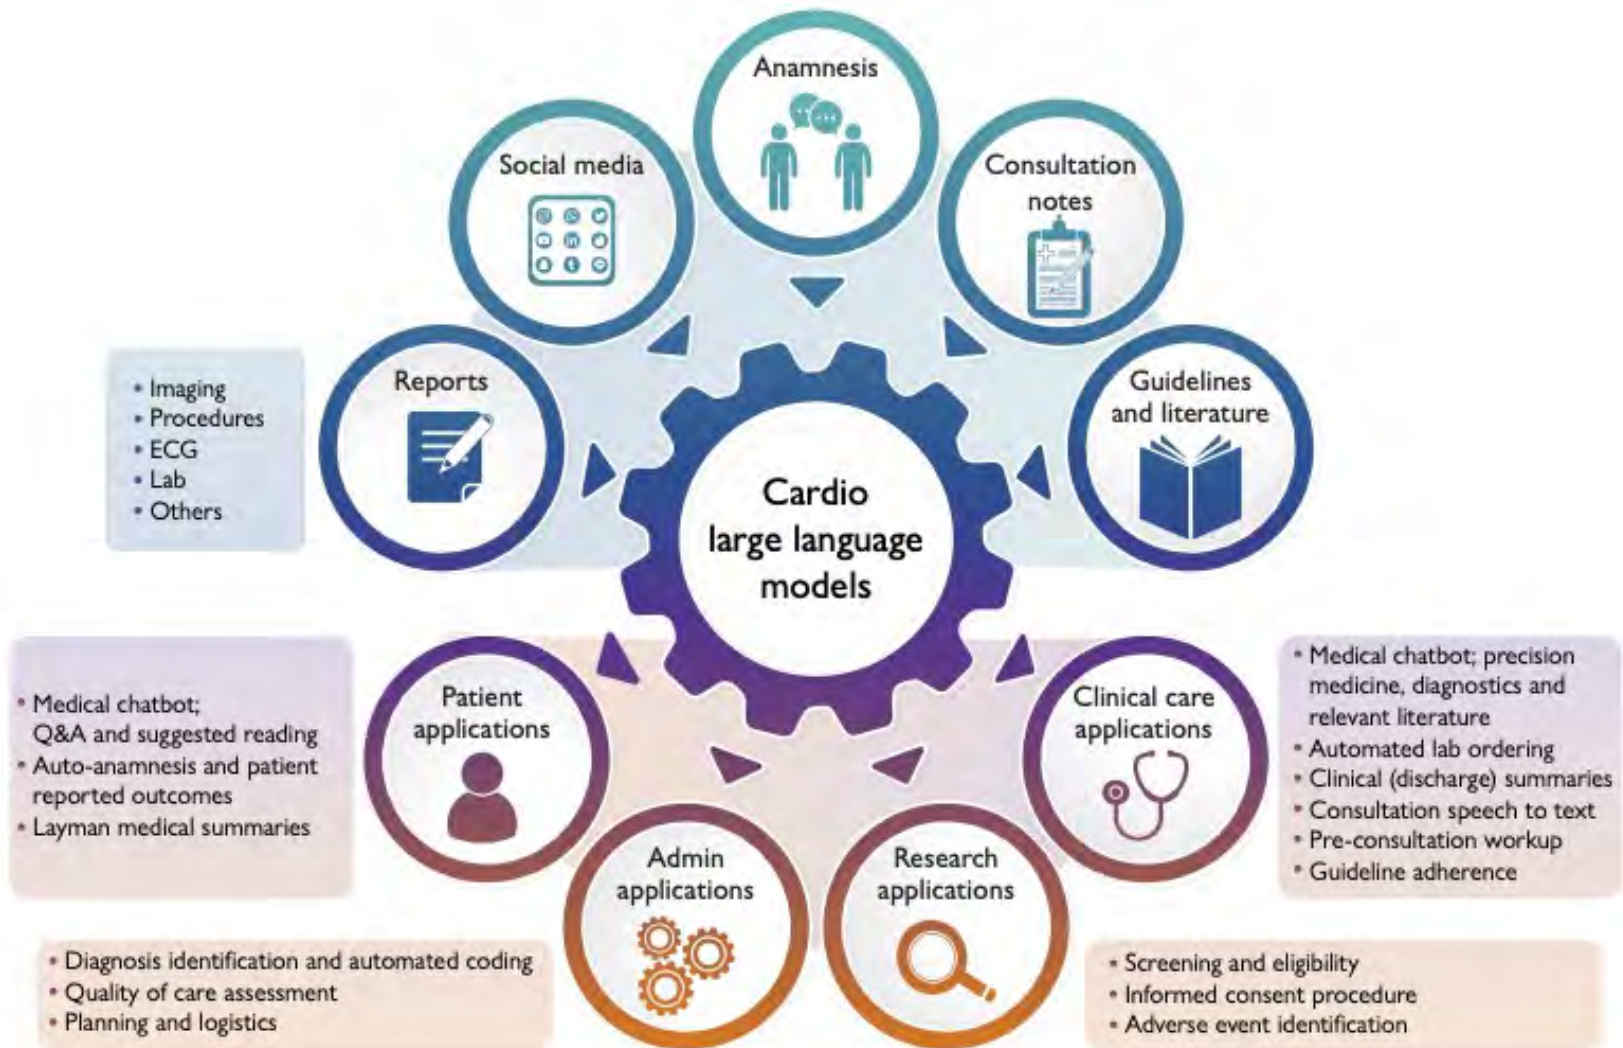 Anamnesis
Social media
Consultation
notes
Reports
Guidelines
and literature
• Imaging
• Procedures
• ECG
• Lab
• Others
Cardio
large language
models
Patient
applications
Clinical care
applications
Admin
applications
Research
applications
• Medical chatbot;
Q&A and suggested reading
• Auto-anamnesis and patient
reported outcomes
• Layman medical summaries
• Medical chatbot; precision
medicine, diagnostics and
relevant literature
• Automated lab ordering
• Clinical (discharge) summaries
• Consultation speech to text
• Pre-consultation workup
• Guideline adherence
• Diagnosis identification and automated coding
• Quality of care assessment
• Planning and logistics
• Screening and eligibility
• Informed consent procedure
• Adverse event identification